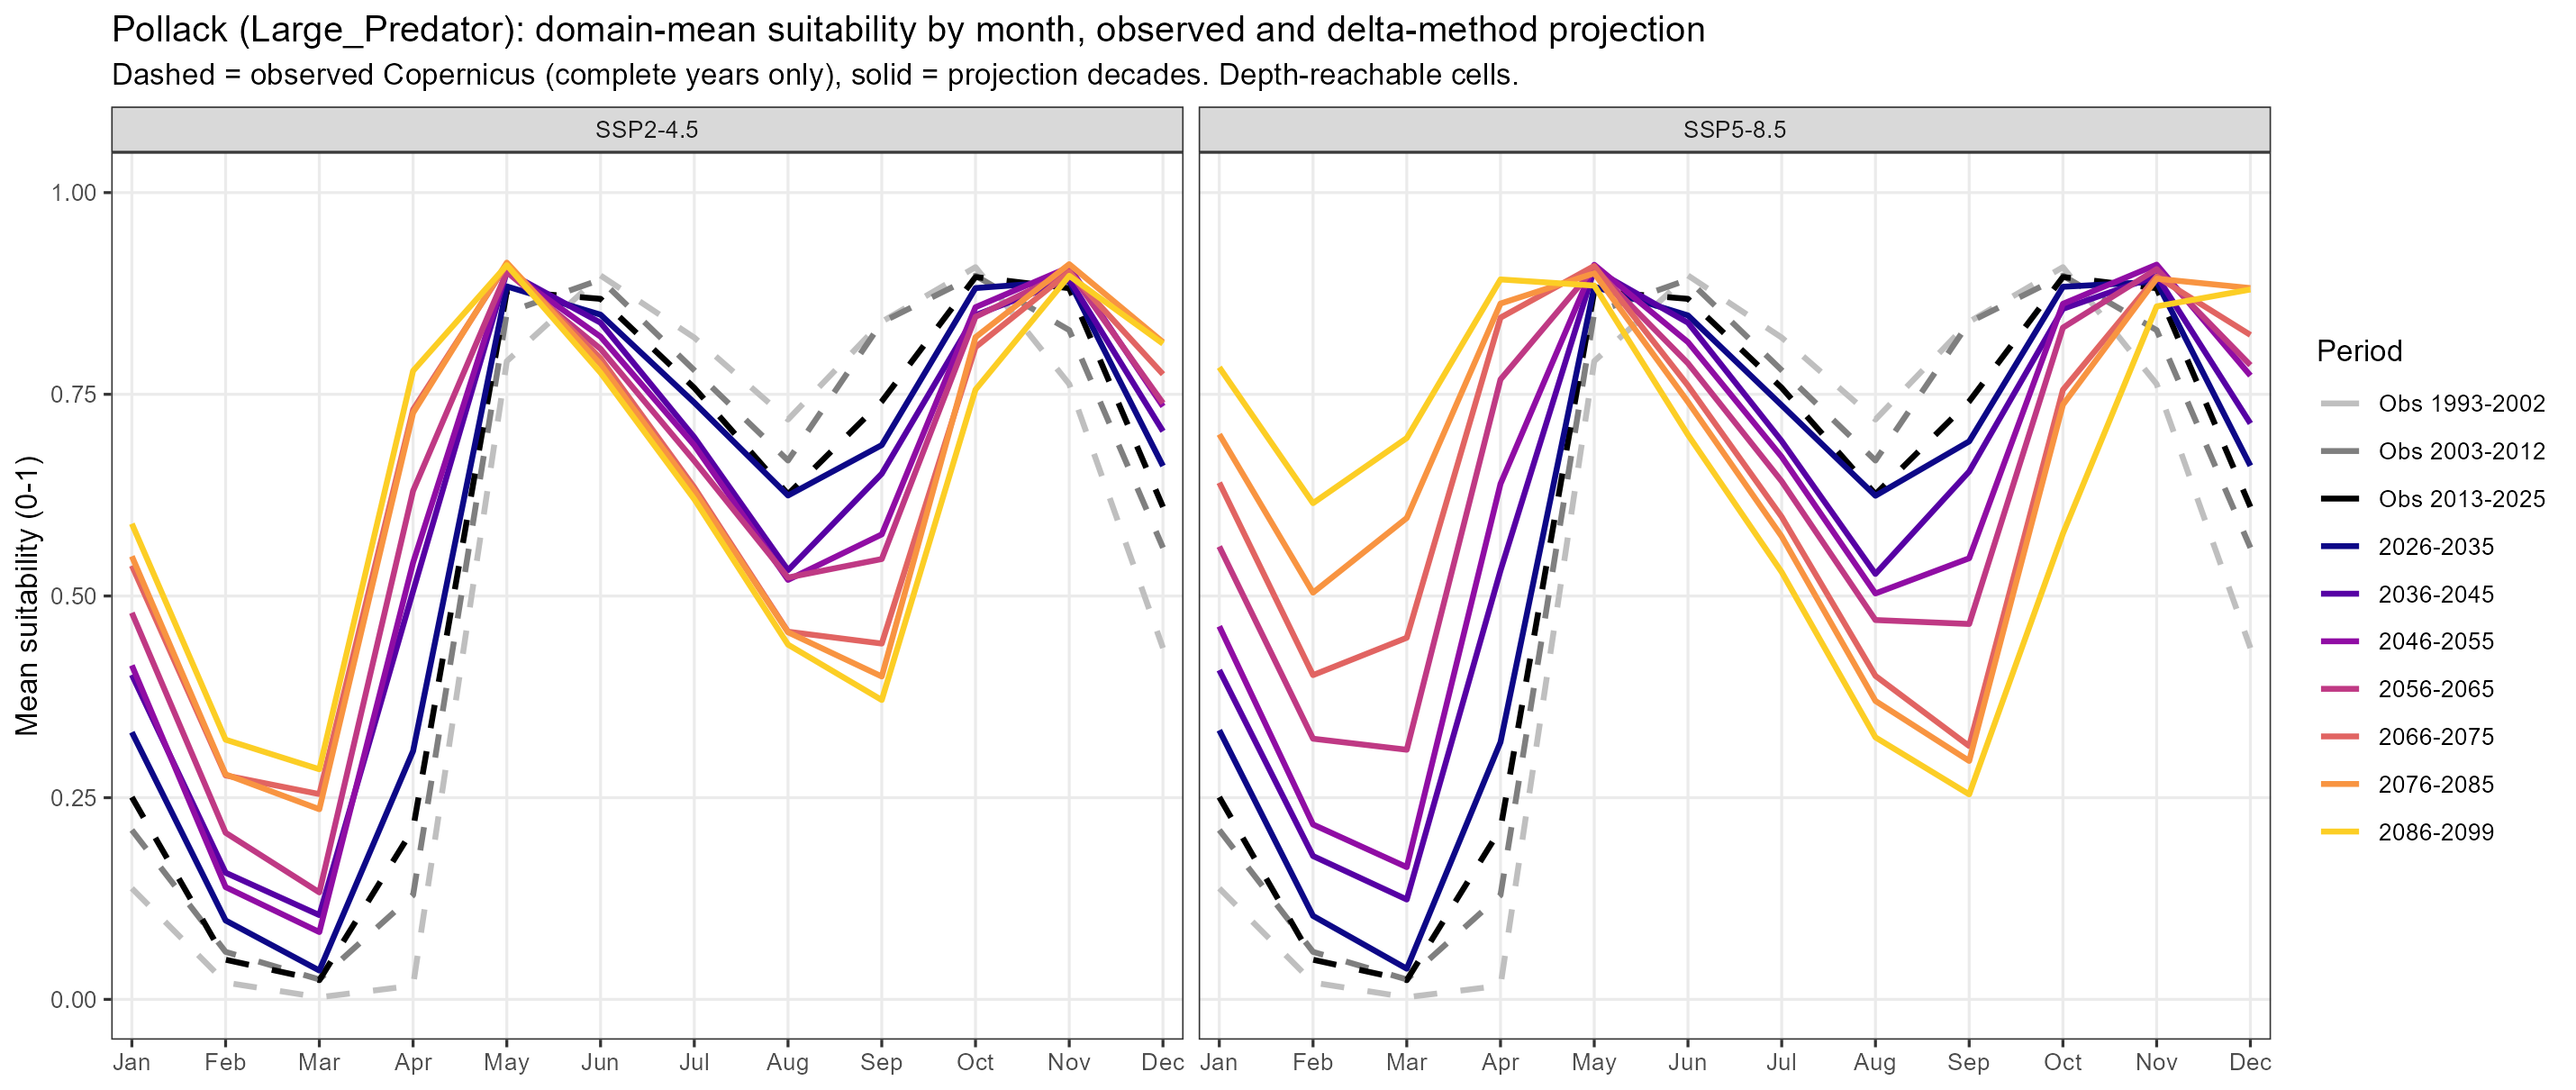 Pollack (Large_Predator): domain-mean suitability by month, observed and delta-method projection
Dashed = observed Copernicus (complete years only), solid = projection decades. Depth-reachable cells.
SSP2-4.5
SSP5-8.5
Mean suitability (0-1)
1.00
0.75
0.50
0.25
0.00
Jan Feb Mar Apr May Jun Jul Aug Sep Oct Nov Dec
Jan Feb Mar Apr May Jun Jul Aug Sep Oct Nov Dec
Period
Obs 1993-2002
Obs 2003-2012
Obs 2013-2025
2026-2035
2036-2045
2046-2055
2056-2065
2066-2075
2076-2085
2086-2099